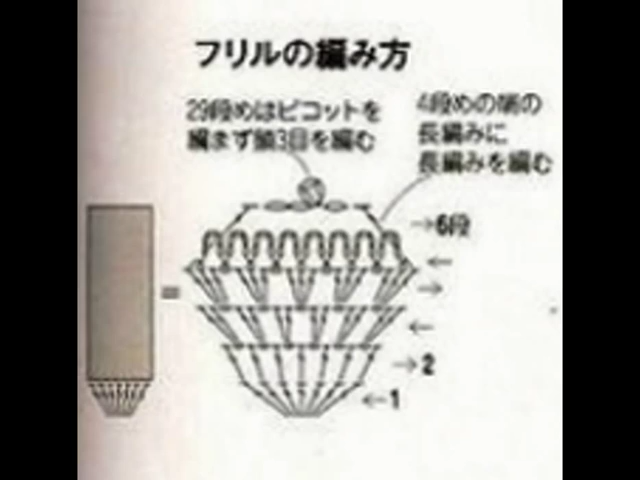 フリルの編み方
29段めはピコットを
編まず鎖3目を編む
4段めの端の
長編みに
長編みを編む
→6段
←
→
←
→2
←1